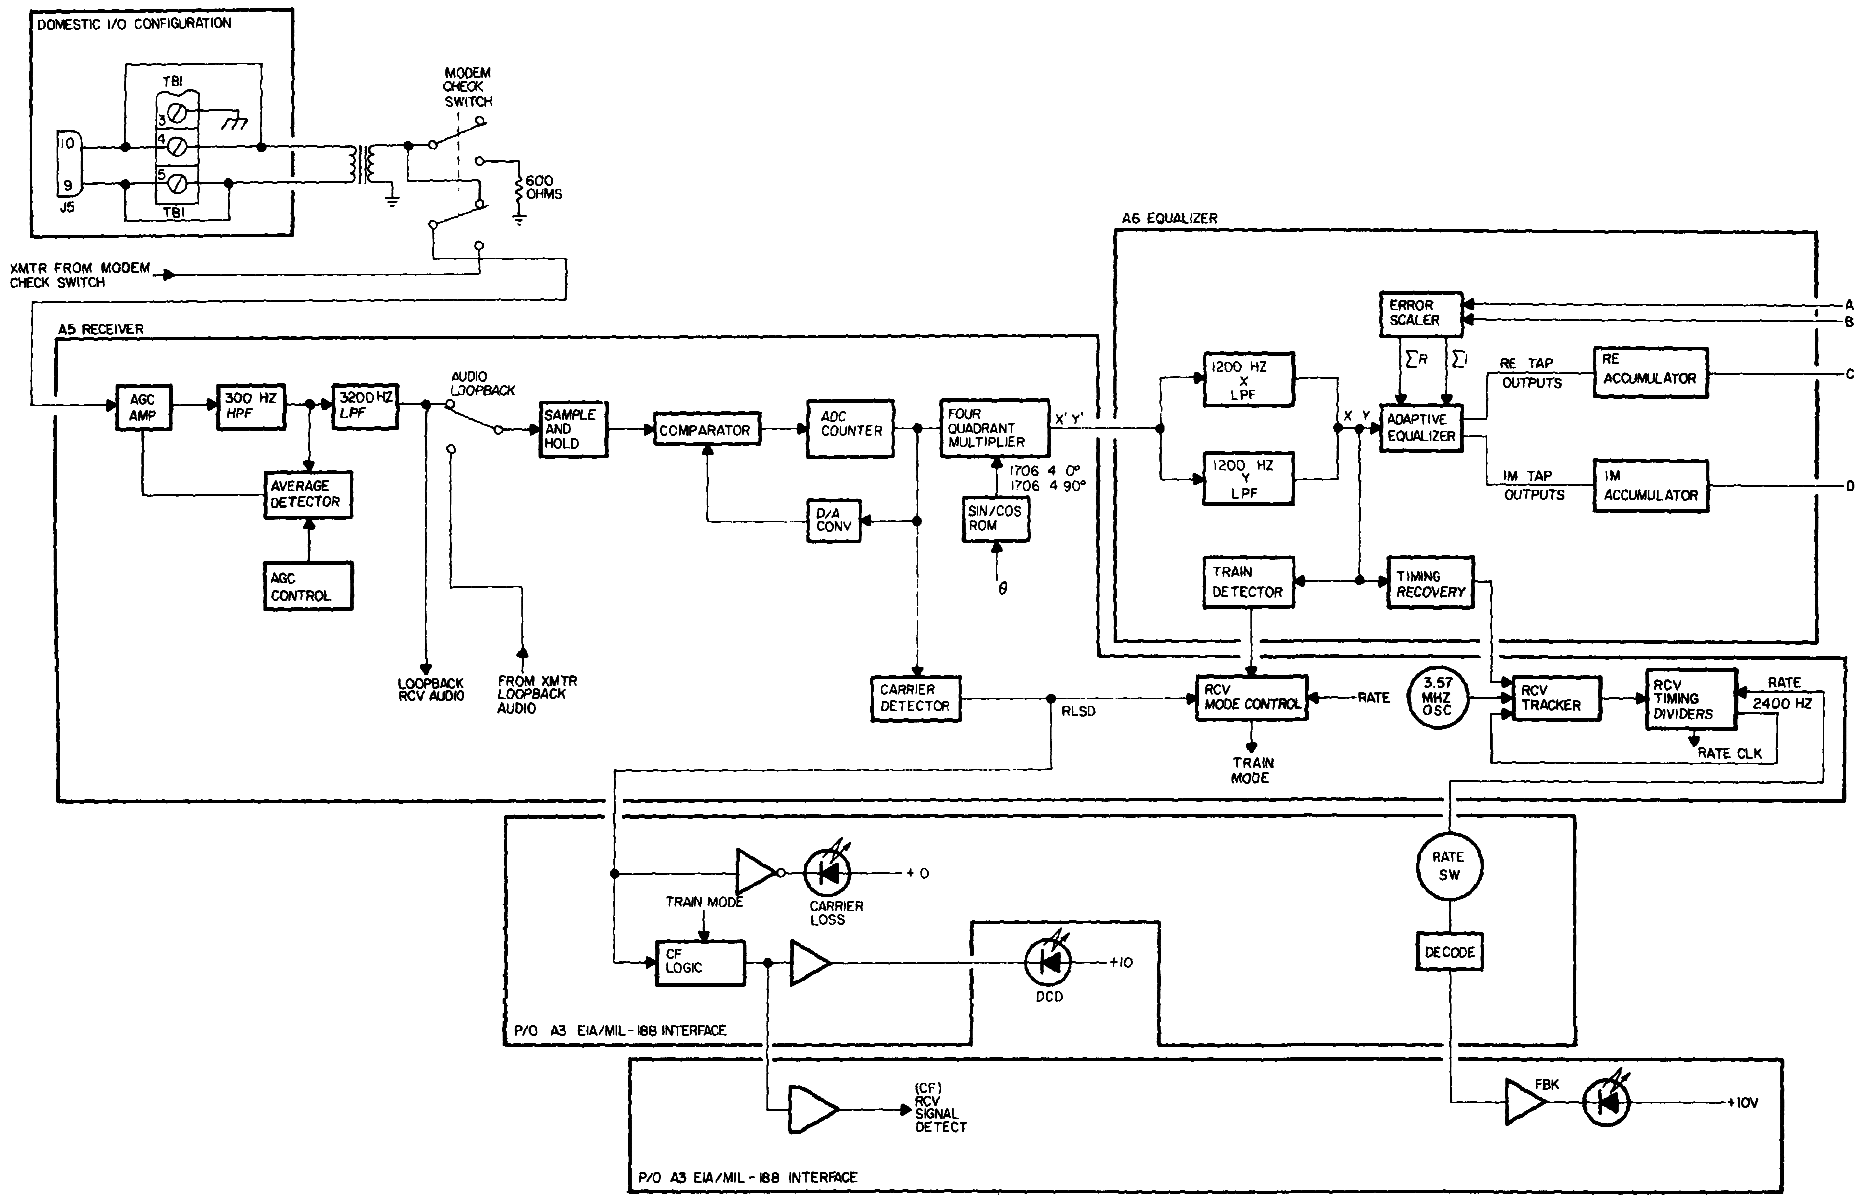 DOMESTIC I/O CONFIGURATION
TB1
3
4
5
10
9
J5
TB1
MODEM
CHECK
SWITCH
600
OHMS
XMTR FROM MODEM
CHECK SWITCH
A5 RECEIVER
AGC
AMP
300 HZ
HPF
3200 HZ
LPF
AUDIO
LOOPBACK
SAMPLE
AND
HOLD
COMPARATOR
ADC
COUNTER
FOUR
QUADRANT
MULTIPLIER
X' Y'
1706 4 0°
1706 4 90°
AVERAGE
DETECTOR
D/A
CONV
SIN/COS
ROM
θ
AGC
CONTROL
LOOPBACK
RCV AUDIO
FROM XMTR
LOOPBACK
AUDIO
CARRIER
DETECTOR
RLSD
A6 EQUALIZER
ERROR
SCALER
A
B
ΣR
ΣI
1200 HZ
X
LPF
RE TAP
OUTPUTS
RE
ACCUMULATOR
C
X Y
ADAPTIVE
EQUALIZER
1200 HZ
Y
LPF
IM TAP
OUTPUTS
IM
ACCUMULATOR
D
TRAIN
DETECTOR
TIMING
RECOVERY
RCV
MODE CONTROL
RATE
3.57
MHZ
OSC
RCV
TRACKER
RCV
TIMING
DIVIDERS
RATE
2400 HZ
RATE CLK
TRAIN
MODE
+ 0
CARRIER
LOSS
TRAIN MODE
CF
LOGIC
+10
DCD
RATE
SW
DECODE
P/O A3 EIA/MIL-188 INTERFACE
(CF)
RCV
SIGNAL
DETECT
FBK
+10V
P/O A3 EIA/MIL-188 INTERFACE